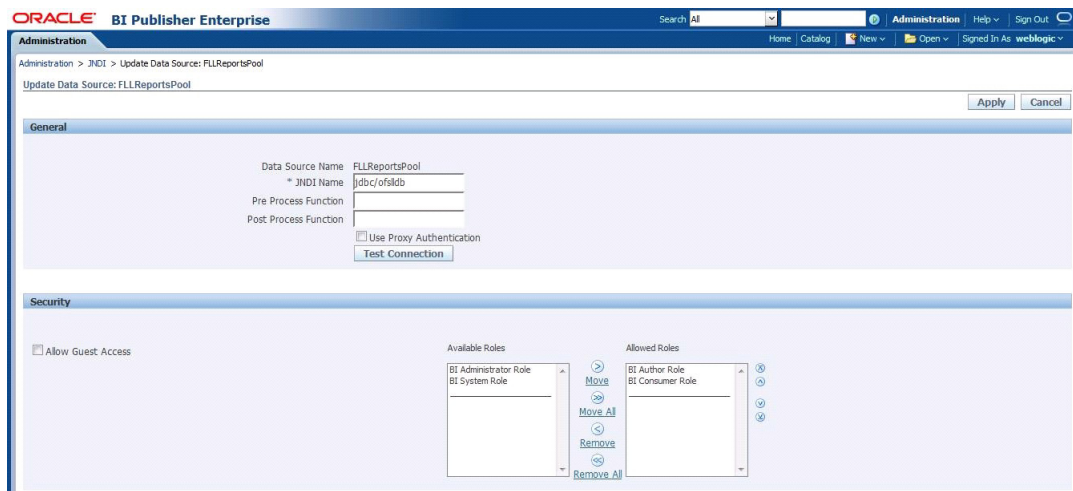 ORACLE BI Publisher Enterprise Search All Administration Help Sign Out
Administration Home Catalog New Open Signed In As weblogic
Administration > JNDI > Update Data Source: FLLReportsPool
Update Data Source: FLLReportsPool
Apply Cancel
General
Data Source Name FLLReportsPool
* JNDI Name jdbc/ofslldb
Pre Process Function
Post Process Function
Use Proxy Authentication
Test Connection
Security
Allow Guest Access
Available Roles
BI Administrator Role
BI System Role
Move
Move All
Remove
Remove All
Allowed Roles
BI Author Role
BI Consumer Role